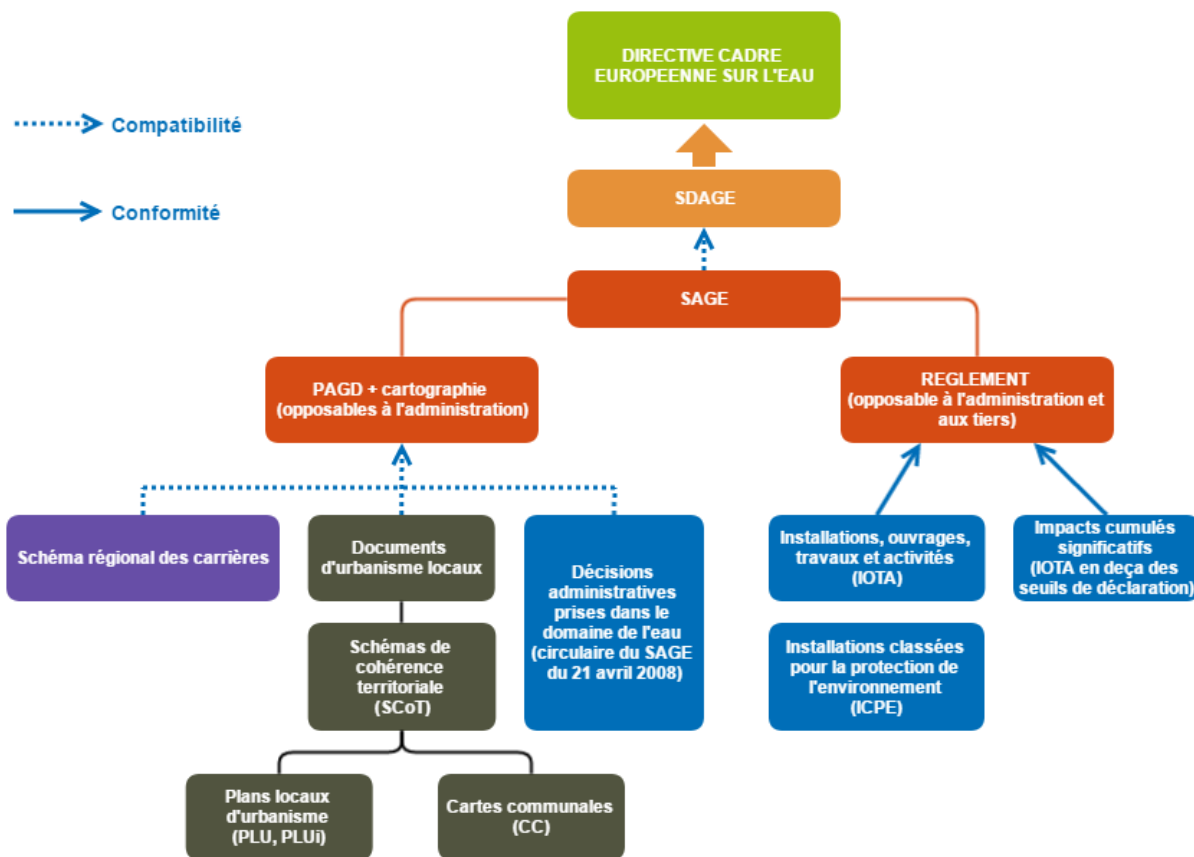 DIRECTIVE CADRE
EUROPEENNE SUR L'EAU
Compatibilité
Conformité
SDAGE
SAGE
PAGD + cartographie
(opposables à l'administration)
REGLEMENT
(opposable à l'administration et
aux tiers)
Schéma régional des carrières
Documents
d'urbanisme locaux
Décisions
administratives
prises dans le
domaine de l'eau
(circulaire du SAGE
du 21 avril 2008)
Installations, ouvrages,
travaux et activités
(IOTA)
Impacts cumulés
significatifs
(IOTA en deça des
seuils de déclaration)
Schémas de
cohérence
territoriale
(SCoT)
Installations classées
pour la protection de
l'environnement
(ICPE)
Plans locaux
d'urbanisme
(PLU, PLUi)
Cartes communales
(CC)